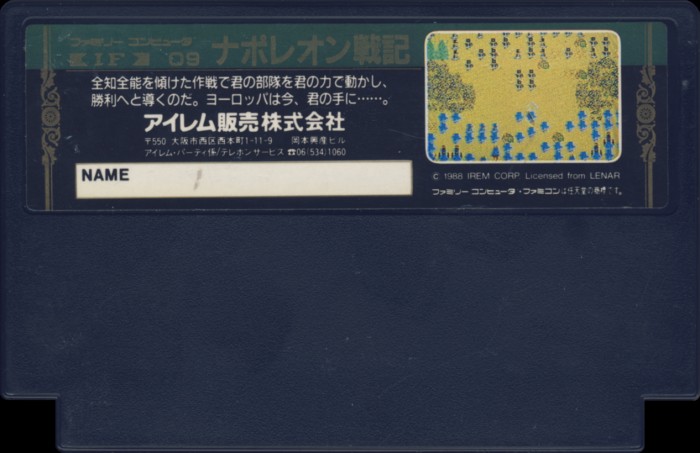 ファミリー コンピュータ
【IF】 09 ナポレオン戦記
全知全能を傾けた作戦で君の部隊を君の力で動かし、
勝利へと導くのだ。ヨーロッパは今、君の手に……。
アイレム販売株式会社
〒550 大阪市西区西本町1-11-9 岡本興産ビル
アイレム・パーティ係/テレホンサービス ☎06(534)1060
NAME
© 1988 IREM CORP. Licensed from LENAR
ファミリー コンピュータ・ファミコンは任天堂の商標です。